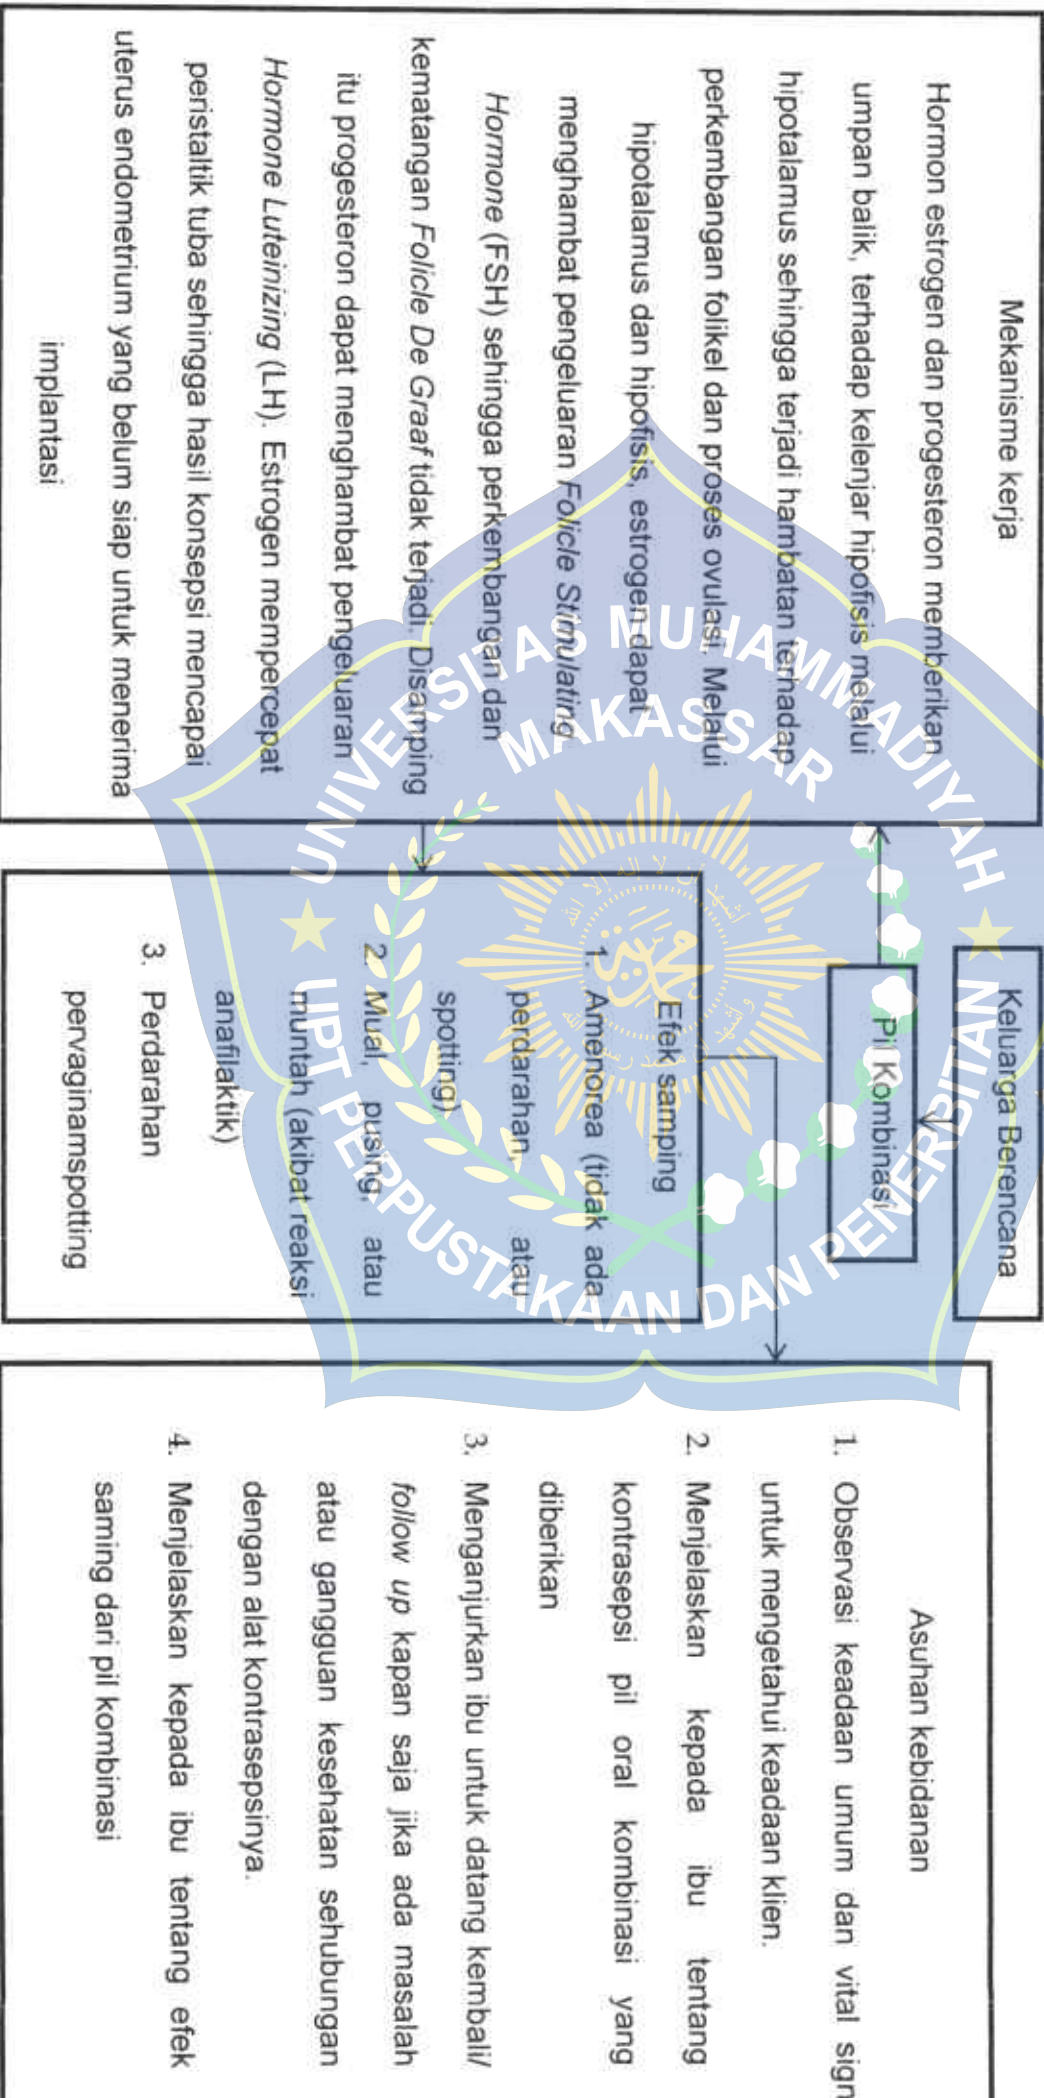 Keluarga Berencana
Pil Kombinasi
Mekanisme kerja
Hormon estrogen dan progesteron memberikan
umpan balik, terhadap kelenjar hipofisis melalui
hipotalamus sehingga terjadi hambatan terhadap
perkembangan folikel dan proses ovulasi. Melalui
hipotalamus dan hipofisis, estrogen dapat
menghambat pengeluaran Folicle Stimulating
Hormone (FSH) sehingga perkembangan dan
kematangan Folicle De Graaf tidak terjadi. Disamping
itu progesteron dapat menghambat pengeluaran
Hormone Luteinizing (LH). Estrogen mempercepat
peristaltik tuba sehingga hasil konsepsi mencapai
uterus endometrium yang belum siap untuk menerima
implantasi
Efek samping
1. Amenorea (tidak ada
perdarahan, atau
spotting)
2. Mual, pusing atau
muntah (akibat reaksi
anafilaktik)
3. Perdarahan
pervaginamspotting
Asuhan kebidanan
1. Observasi keadaan umum dan vital sign
untuk mengetahui keadaan klien.
2. Menjelaskan kepada ibu tentang
kontrasepsi pil oral kombinasi yang
diberikan
3. Menganjurkan ibu untuk datang kembali/
follow up kapan saja jika ada masalah
atau gangguan kesehatan sehubungan
dengan alat kontrasepsinya.
4. Menjelaskan kepada ibu tentang efek
saming dari pil kombinasi
UNIVERSITAS MUHAMMADIYAH
MAKASSAR
UPT PERPUSTAKAAN DAN PENERBITAN